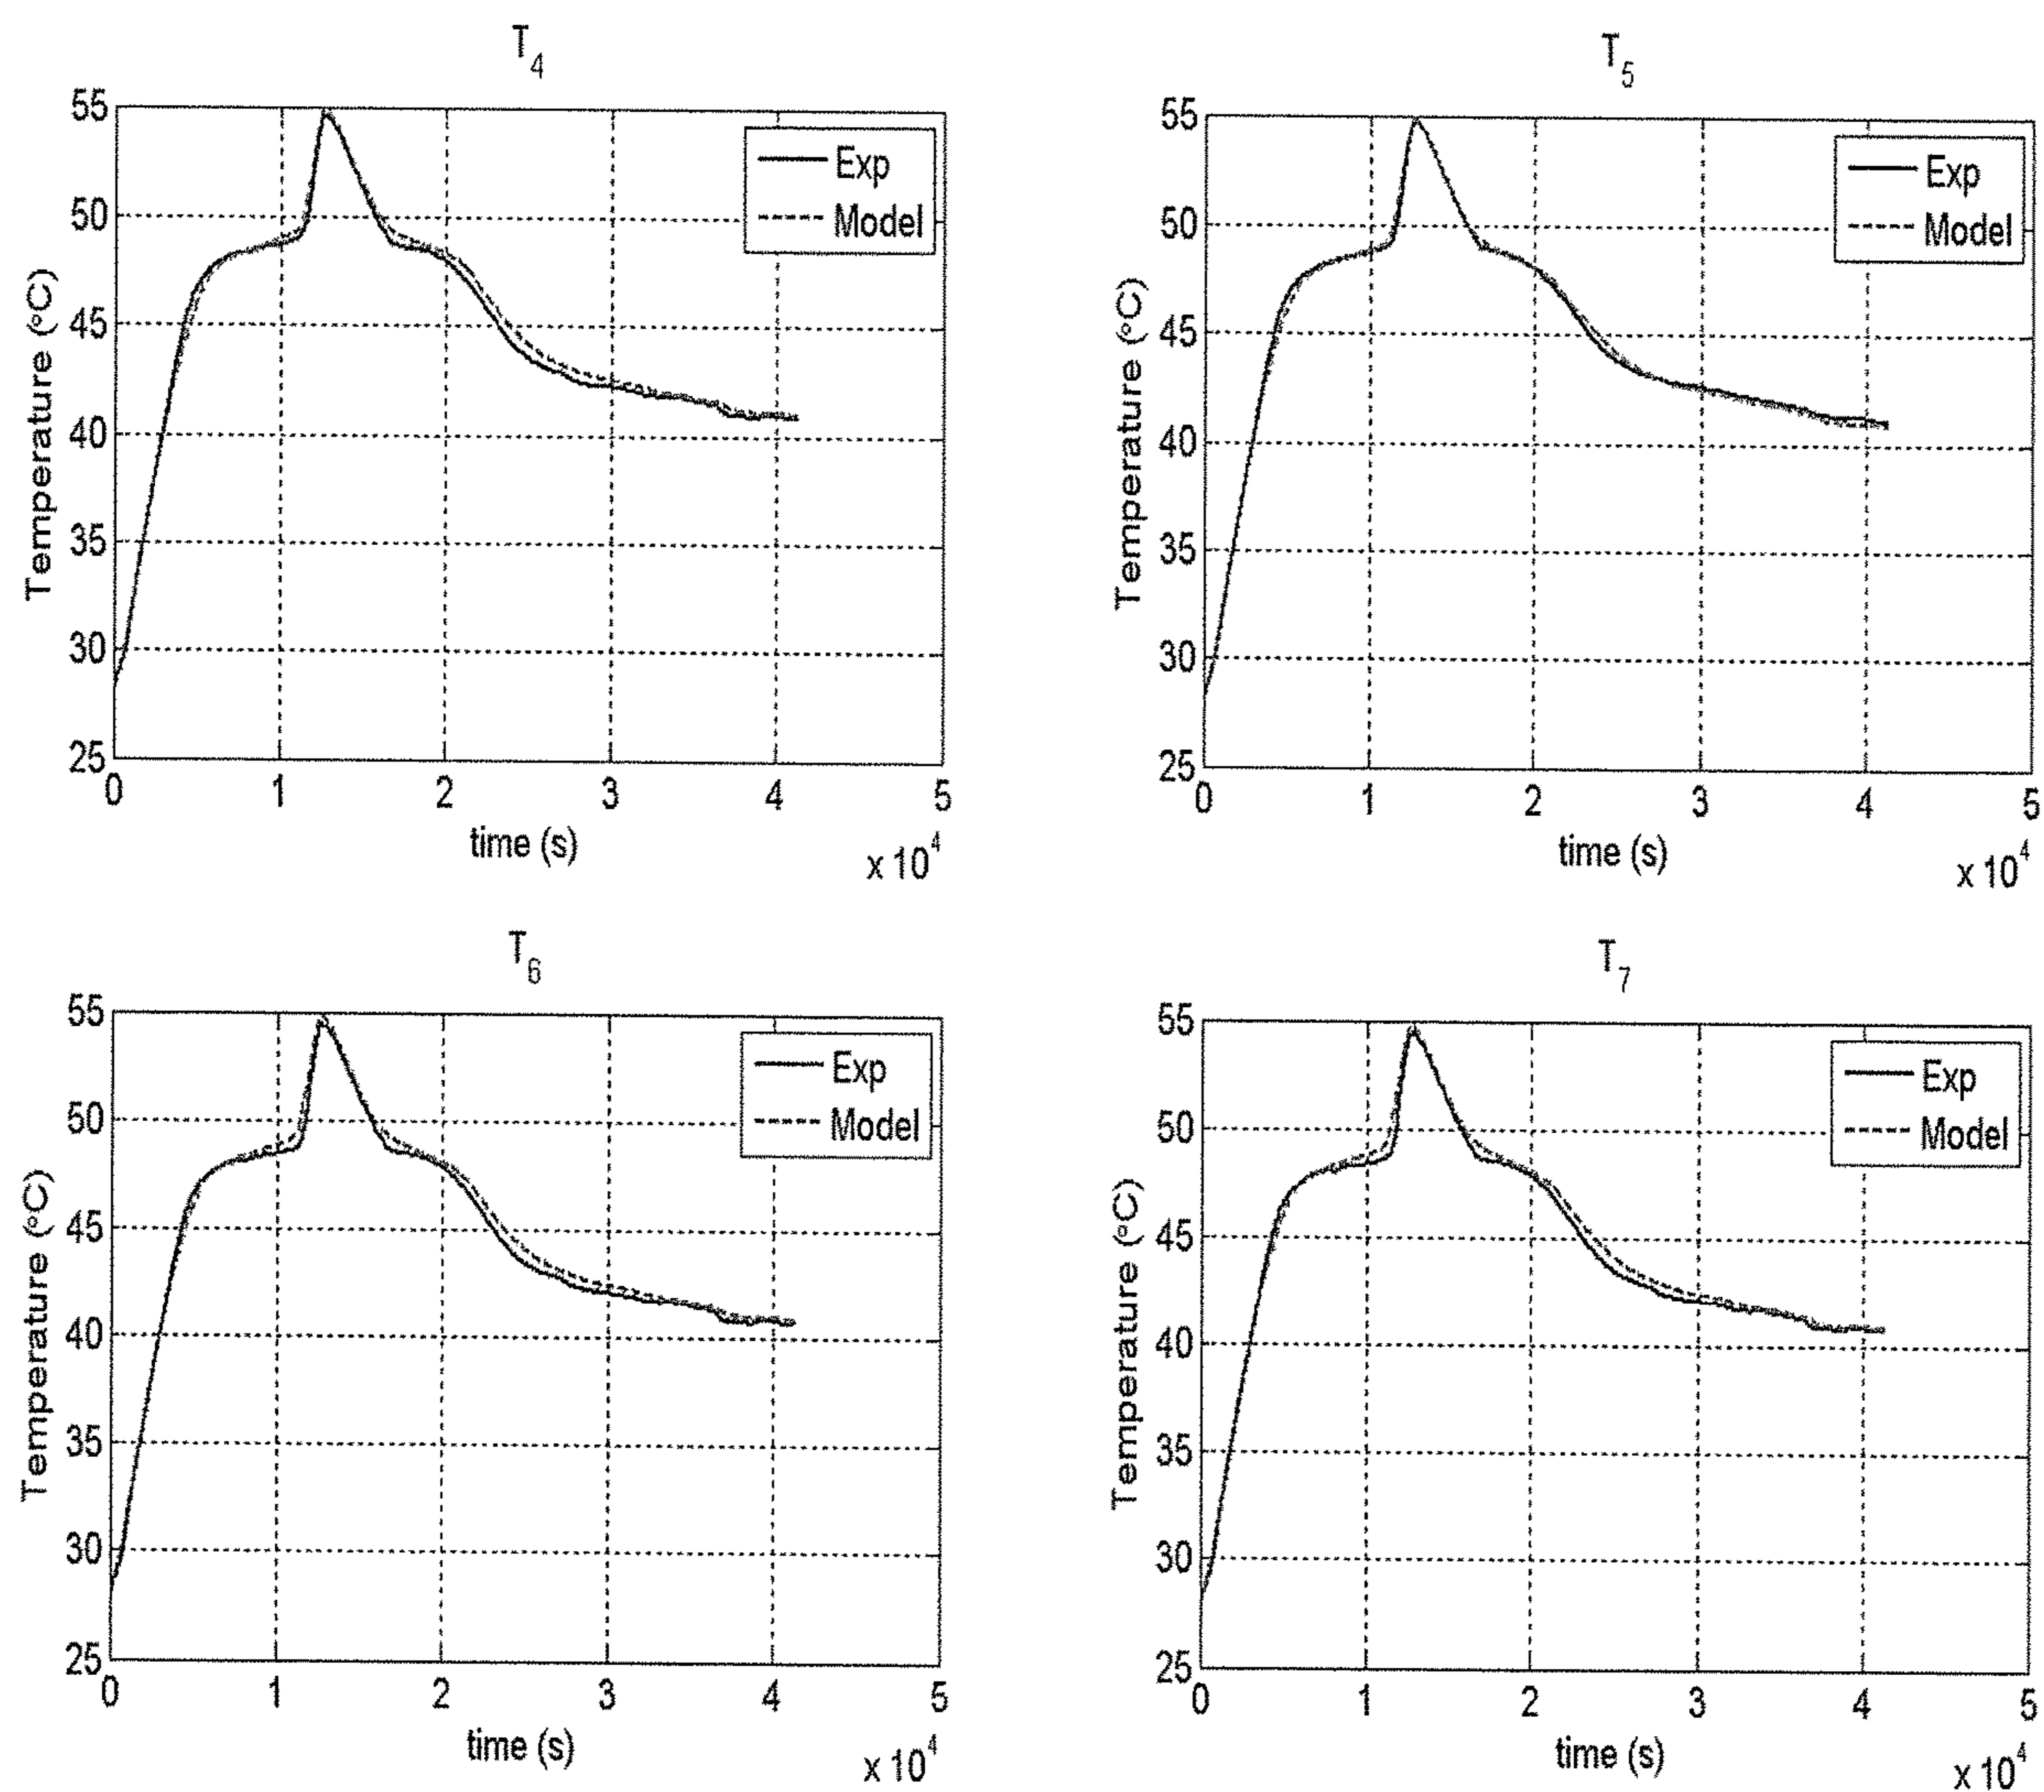 T4
55
50
45
40
35
30
25
Temperature (°C)
Exp
Model
0 1 2 3 4 5
time (s)
x 10^4
T5
55
50
45
40
35
30
25
Temperature (°C)
Exp
Model
0 1 2 3 4 5
time (s)
x 10^4
T6
55
50
45
40
35
30
25
Temperature (°C)
Exp
Model
0 1 2 3 4 5
time (s)
x 10^4
T7
55
50
45
40
35
30
25
Temperature (°C)
Exp
Model
0 1 2 3 4 5
time (s)
x 10^4